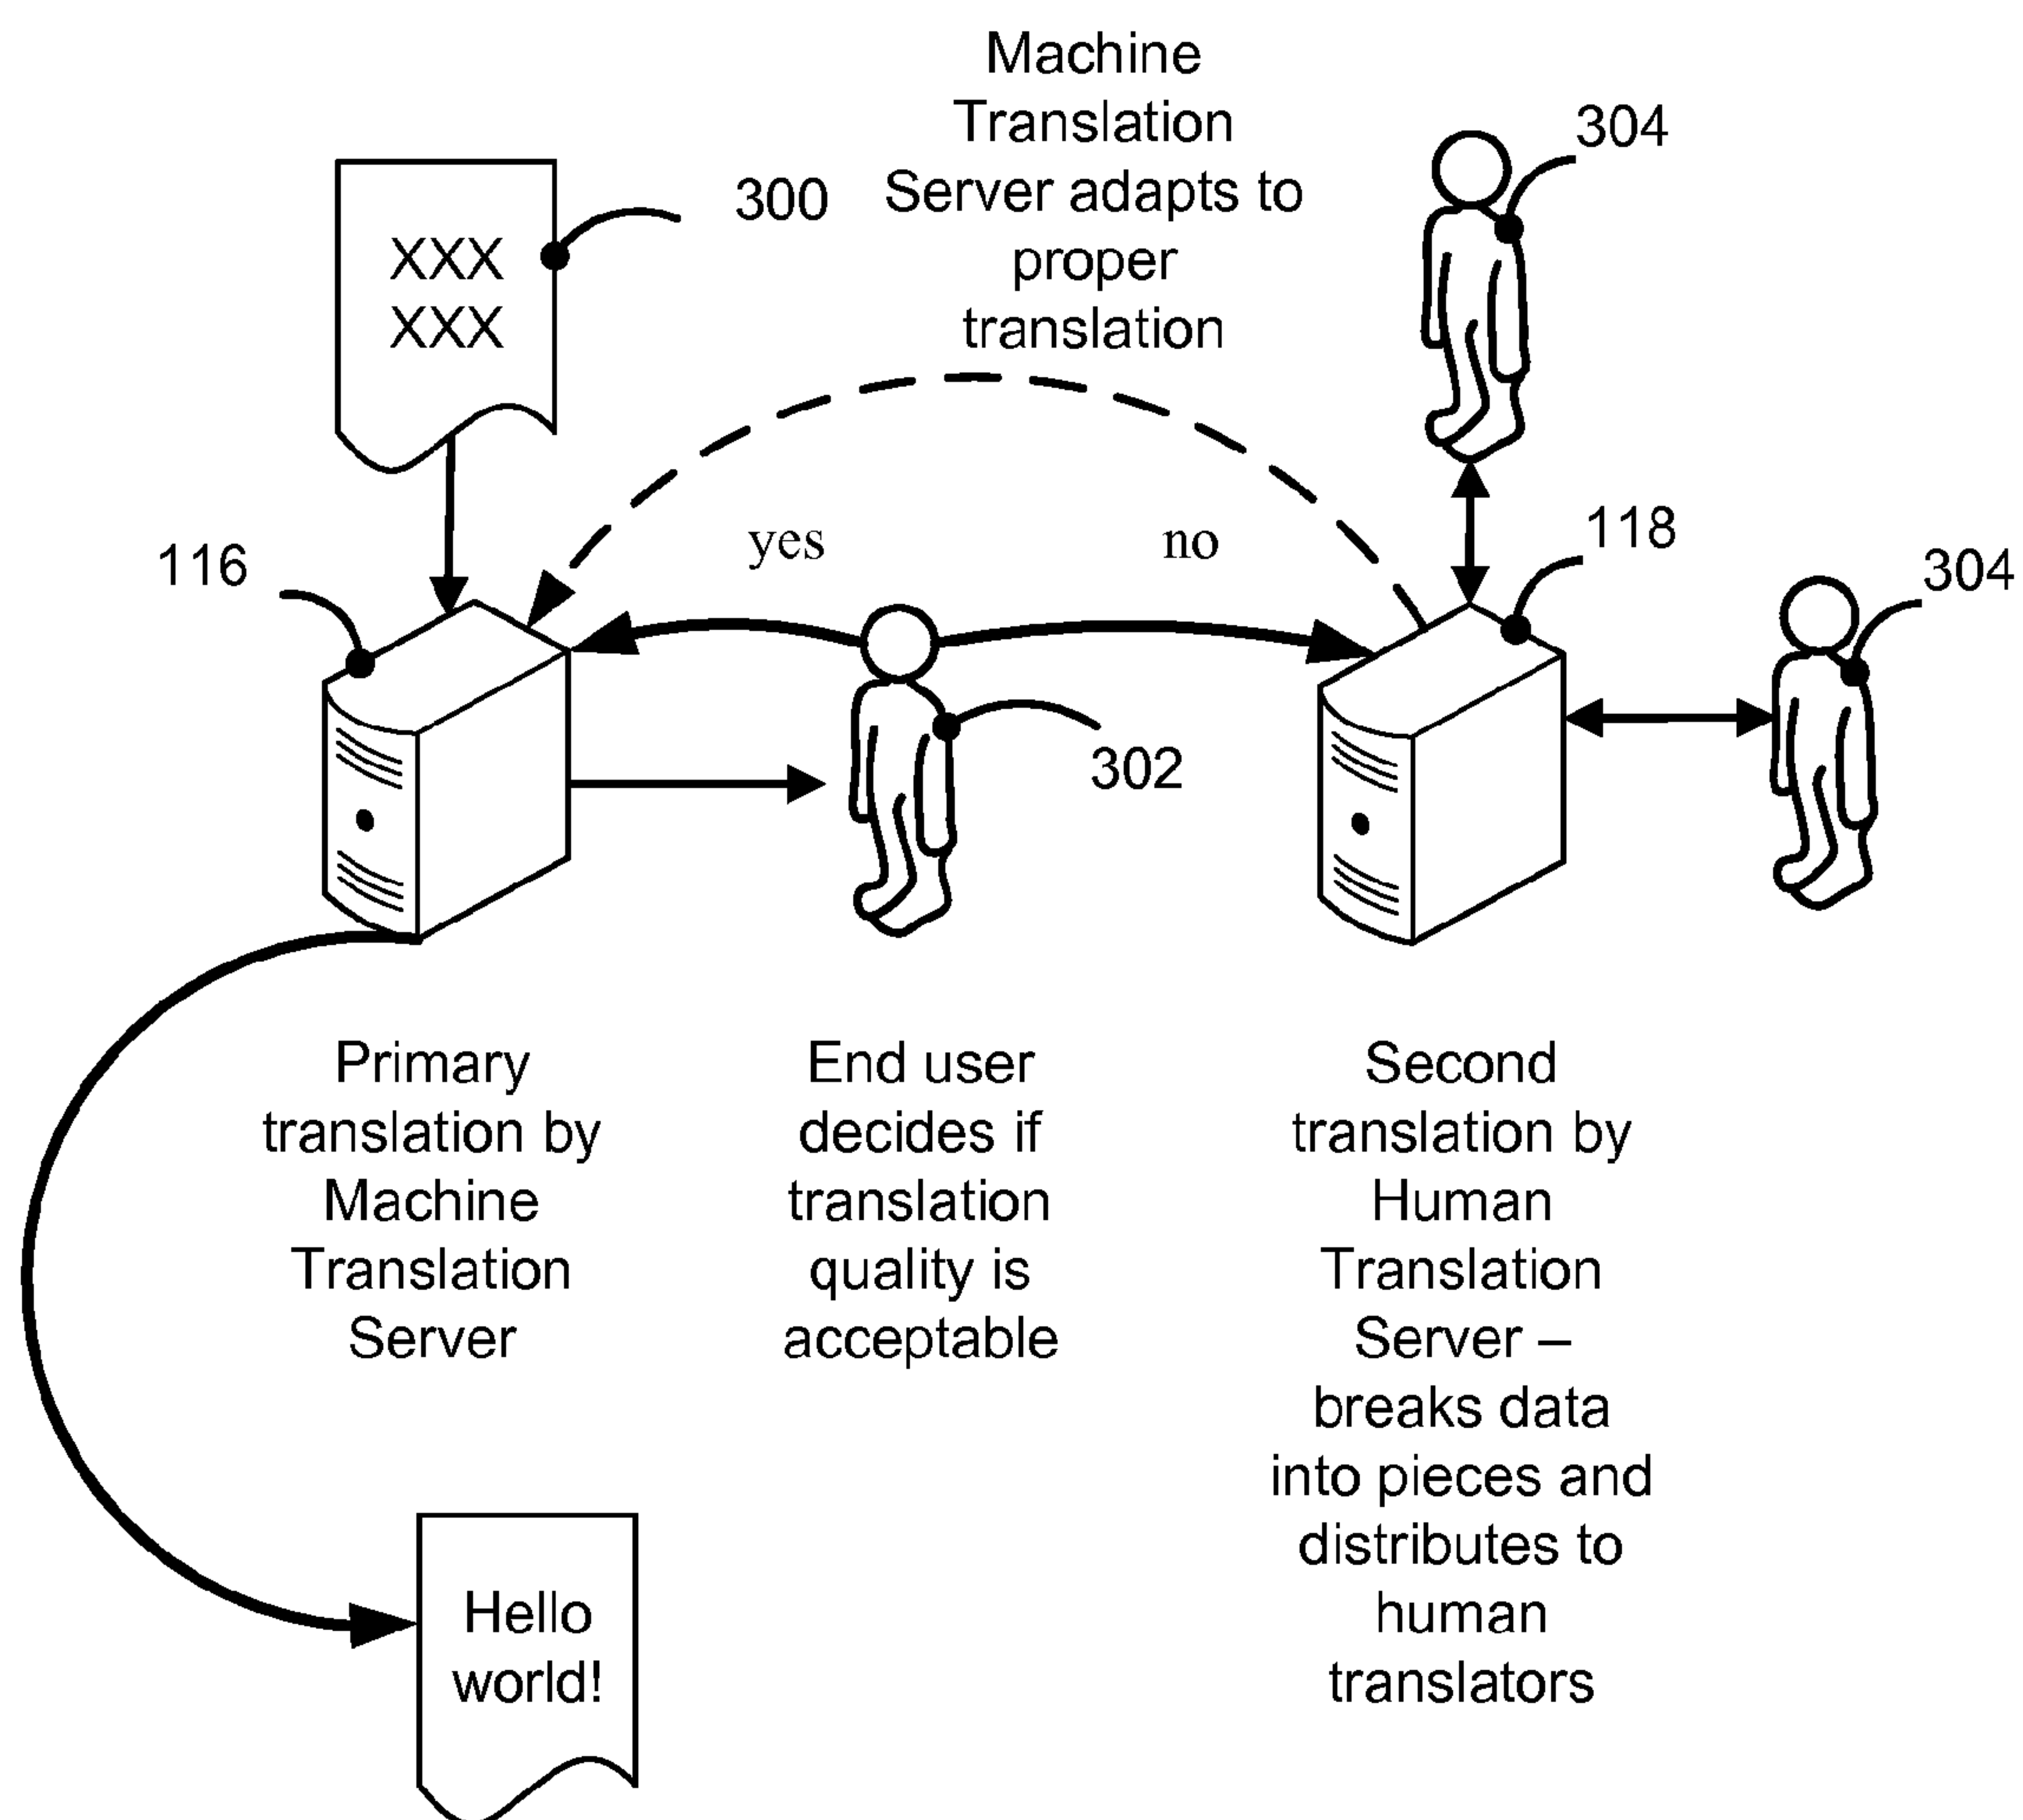 Machine
Translation
Server adapts to
proper
translation
304
300
XXX
XXX
yes
no
118
116
304
302
Primary
translation by
Machine
Translation
Server
End user
decides if
translation
quality is
acceptable
Second
translation by
Human
Translation
Server –
breaks data
into pieces and
distributes to
human
translators
Hello
world!